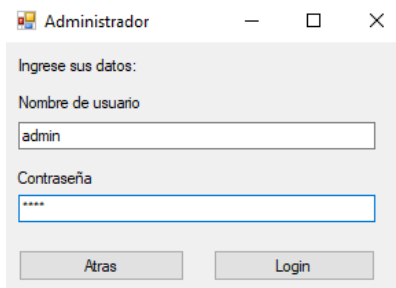 Administrador
Ingrese sus datos:
Nombre de usuario
admin
Contraseña
****
Atras Login